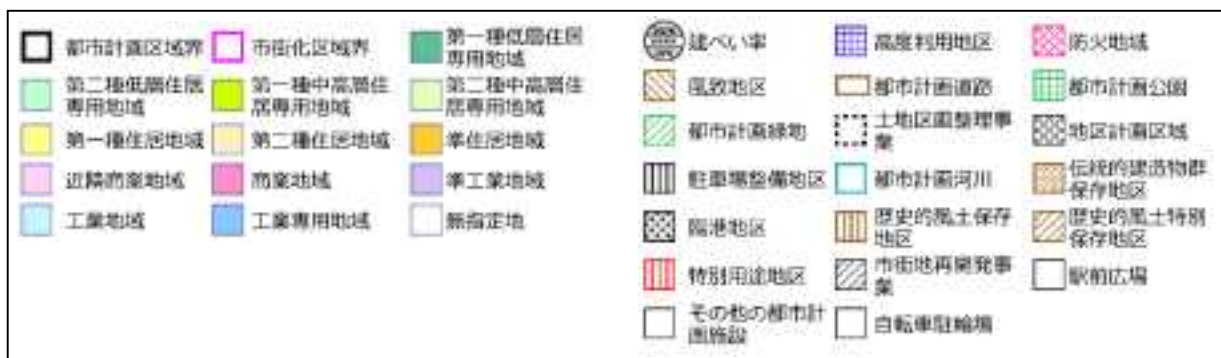 都市計画区域界
市街化区域界
第一種低層住居
専用地域
第二種低層住居
専用地域
第一種中高層住
居専用地域
第二種中高層住
居専用地域
第一種住居地域
第二種住居地域
準住居地域
近隣商業地域
商業地域
準工業地域
工業地域
工業専用地域
無指定地
建ぺい率
高度利用地区
防火地域
風致地区
都市計画道路
都市計画公園
都市計画緑地
土地区画整理事
業
地区計画区域
駐車場整備地区
都市計画河川
伝統的建造物群
保存地区
臨港地区
歴史的風土保存
地区
歴史的風土特別
保存地区
特別用途地区
市街地再開発事
業
駅前広場
その他の都市計
画施設
自転車駐輪場